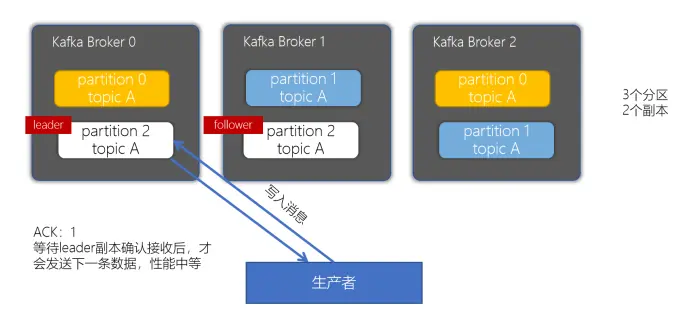 Kafka Broker 0
partition 0
topic A
leader
partition 2
topic A
Kafka Broker 1
partition 1
topic A
follower
partition 2
topic A
Kafka Broker 2
partition 0
topic A
partition 1
topic A
3个分区
2个副本
写入消息
ACK：1
等待leader副本确认接收后，才
会发送下一条数据，性能中等
生产者